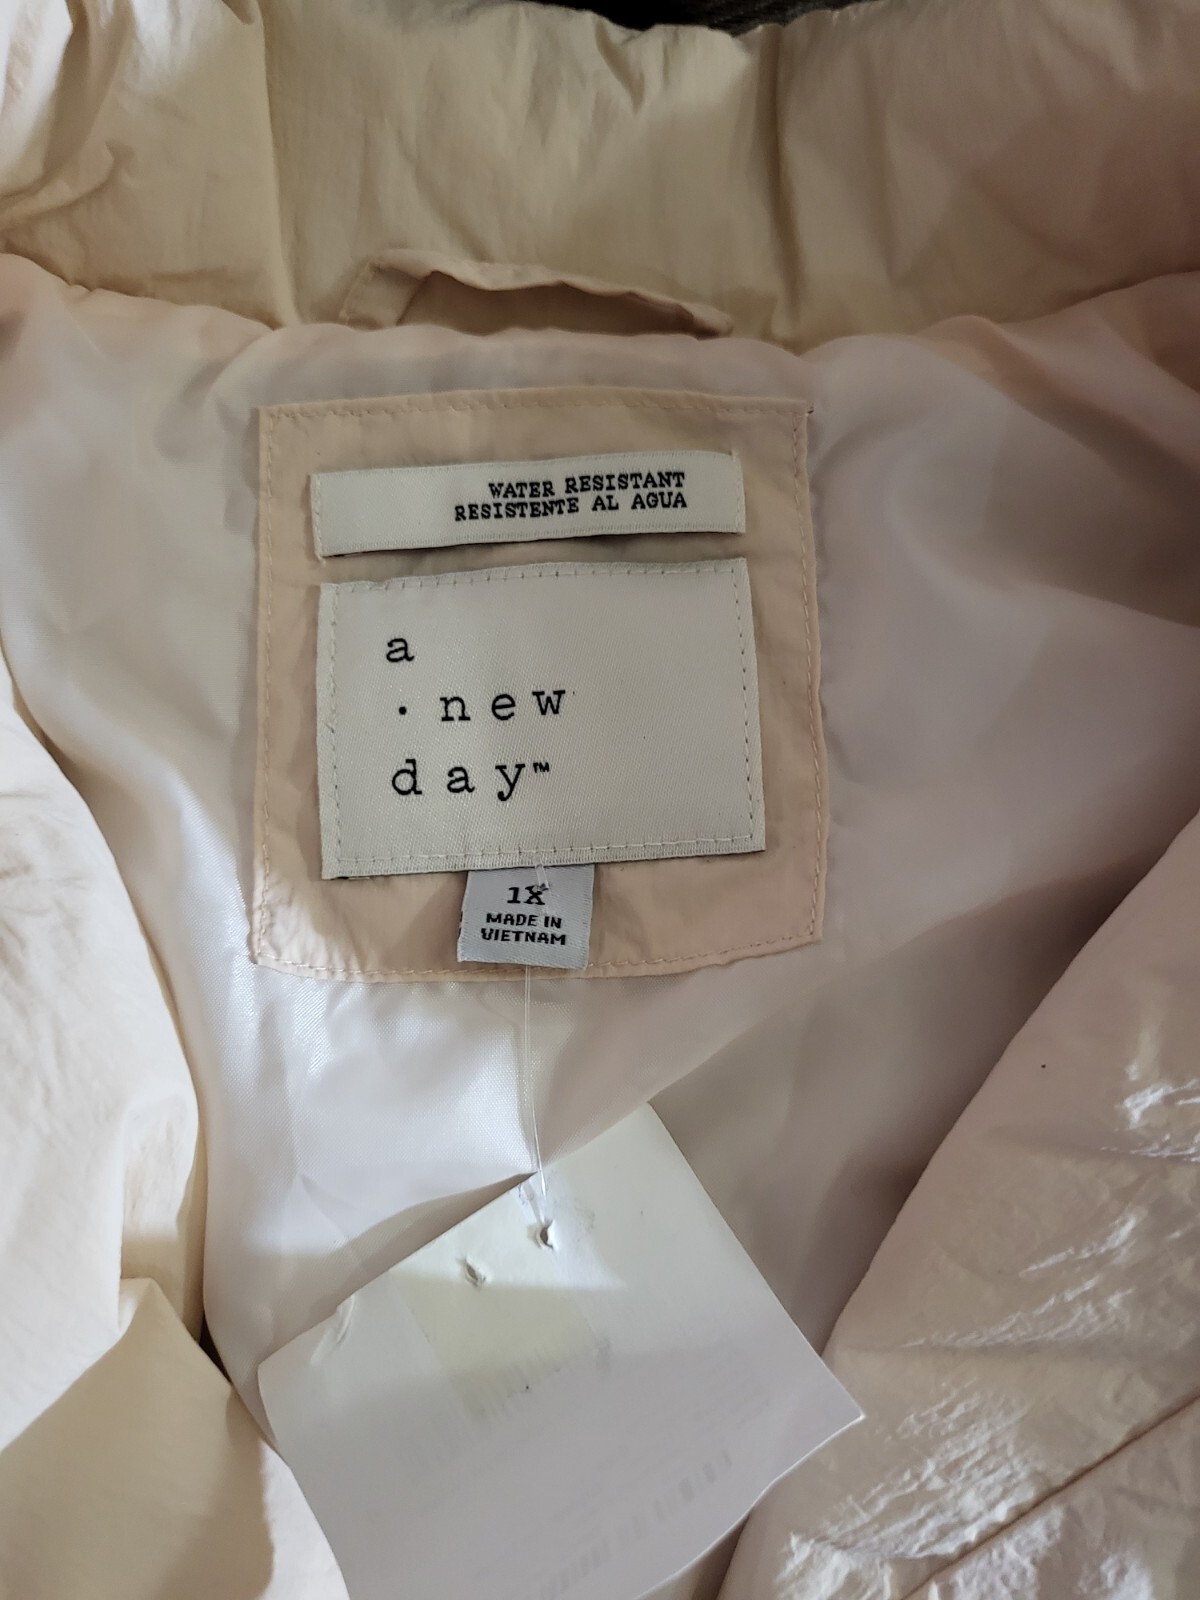 WATER RESISTANT
RESISTENTE AL AGUA
a
· new
day™
1X
MADE IN
VIETNAM